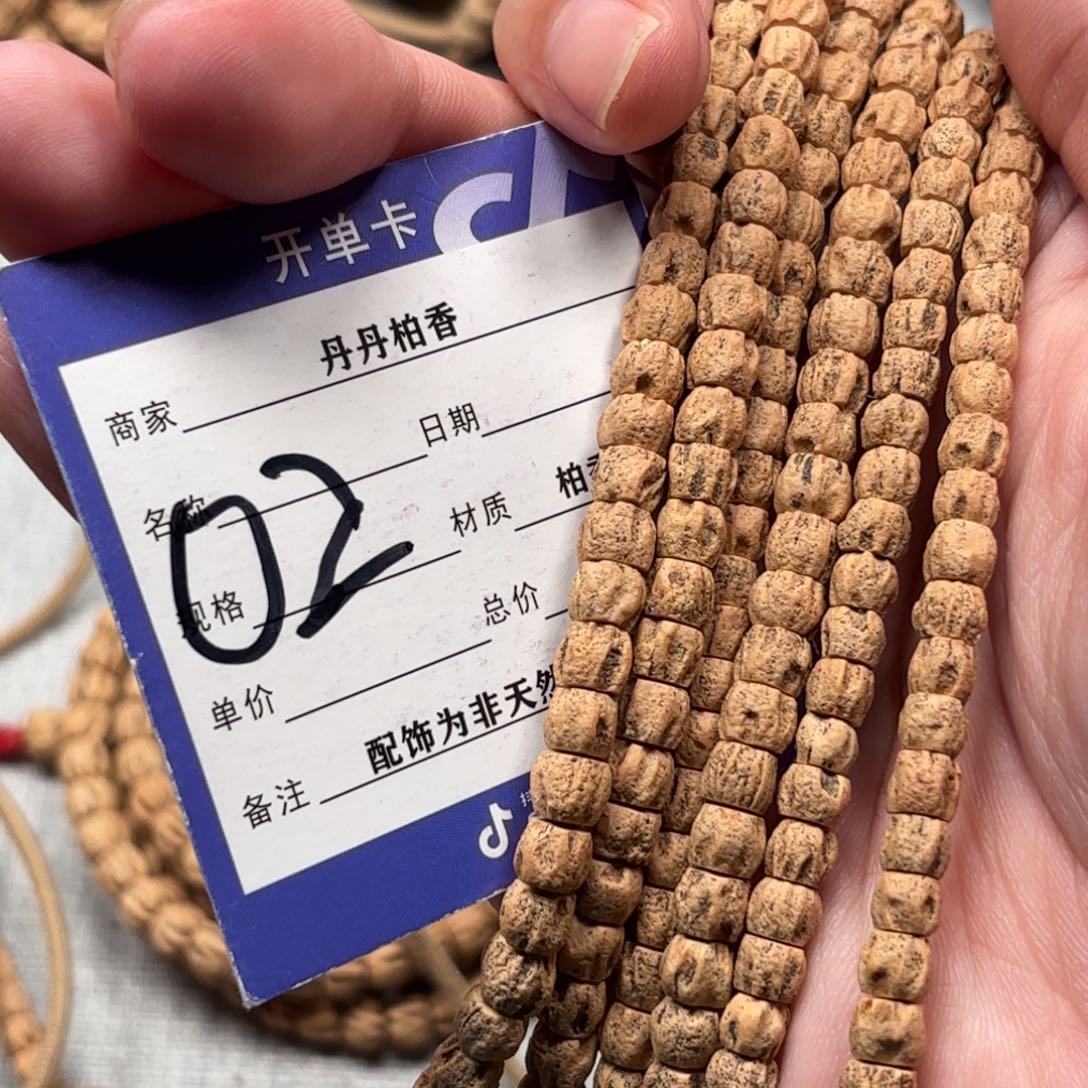 开单卡
商家 丹丹柏香
名称 日期
规格 02 材质 柏香
单价 总价
备注 配饰为非天然